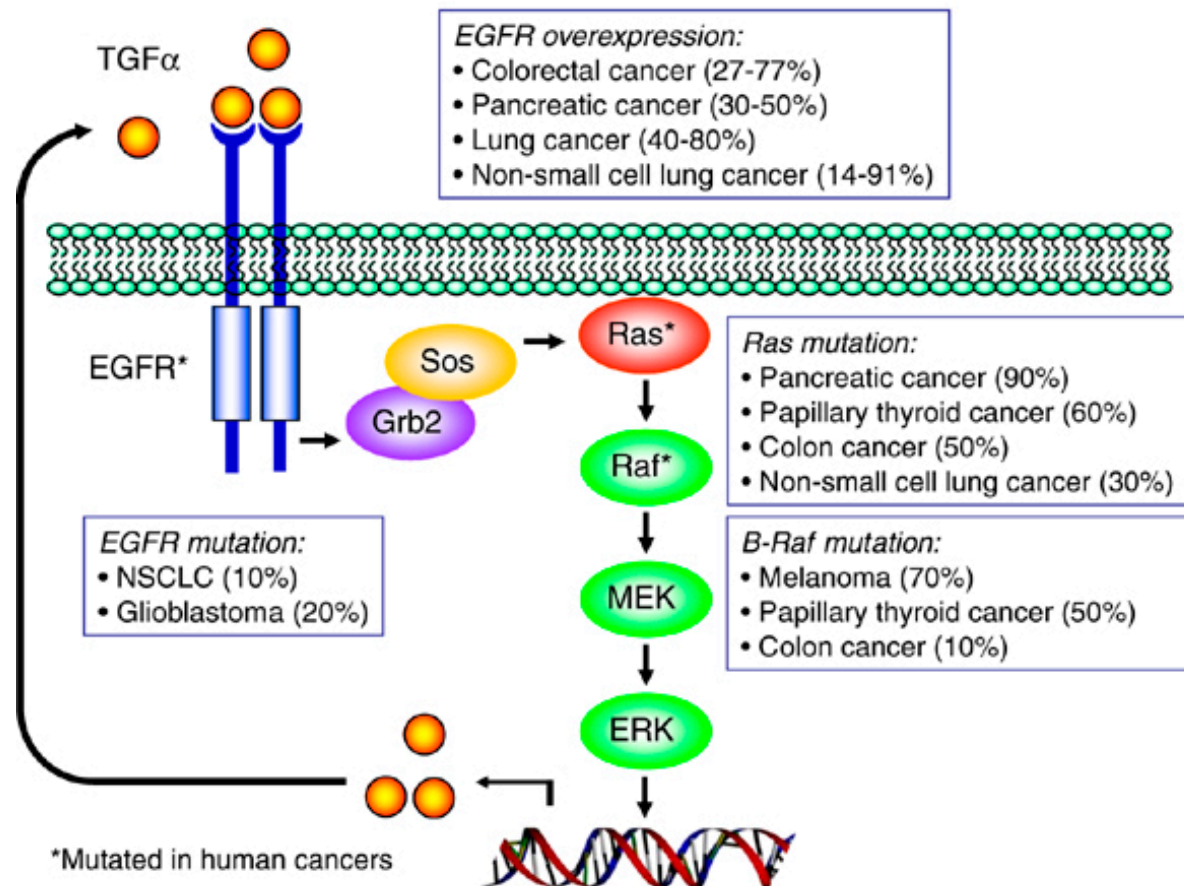 TGFα
EGFR overexpression:
• Colorectal cancer (27-77%)
• Pancreatic cancer (30-50%)
• Lung cancer (40-80%)
• Non-small cell lung cancer (14-91%)
EGFR*
Sos
Grb2
Ras*
Raf*
MEK
ERK
Ras mutation:
• Pancreatic cancer (90%)
• Papillary thyroid cancer (60%)
• Colon cancer (50%)
• Non-small cell lung cancer (30%)
EGFR mutation:
• NSCLC (10%)
• Glioblastoma (20%)
B-Raf mutation:
• Melanoma (70%)
• Papillary thyroid cancer (50%)
• Colon cancer (10%)
*Mutated in human cancers